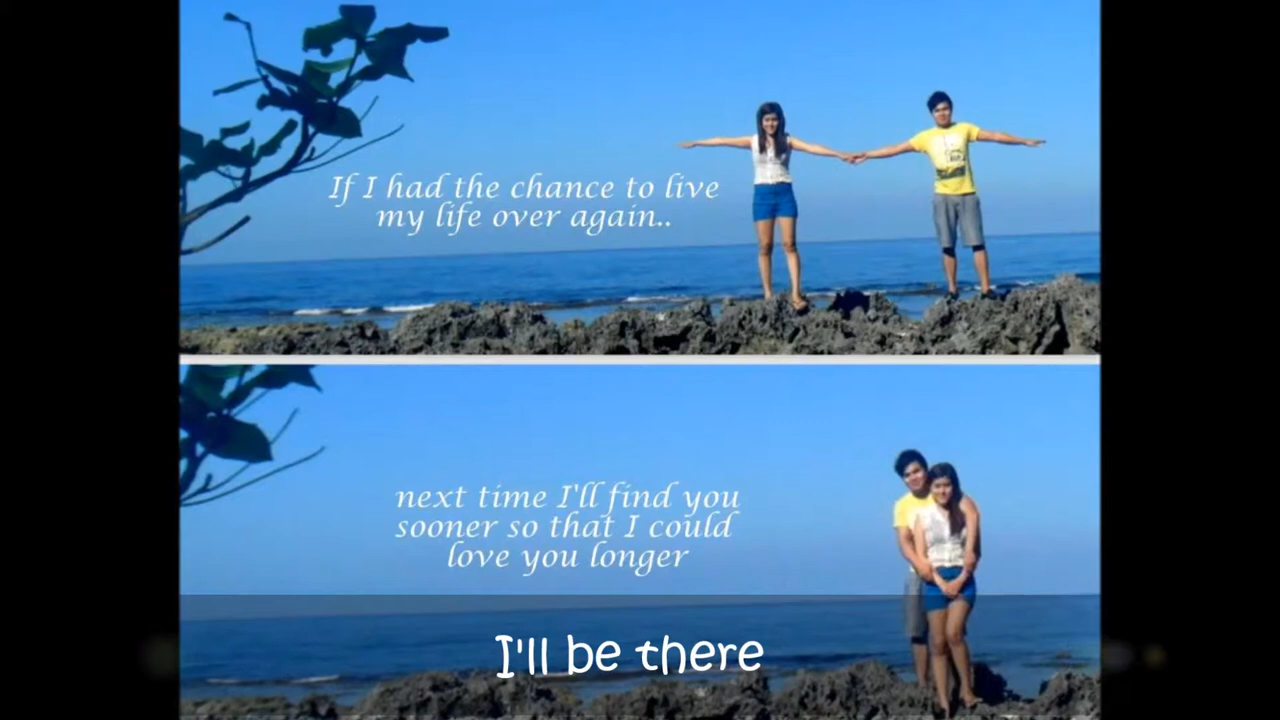 If I had the chance to live
my life over again..
next time I'll find you
sooner so that I could
love you longer
I'll be there